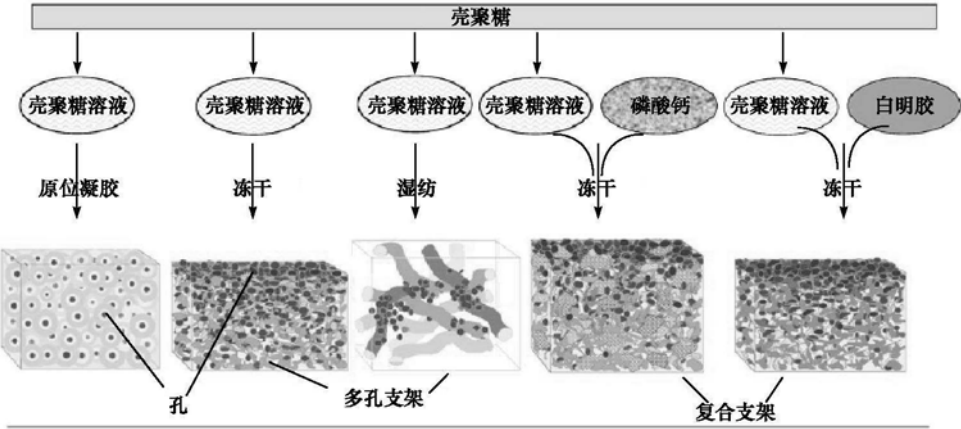 壳聚糖
壳聚糖溶液 壳聚糖溶液 壳聚糖溶液 壳聚糖溶液 磷酸钙 壳聚糖溶液 白明胶
原位凝胶 冻干 湿纺 冻干 冻干
孔 多孔支架 复合支架